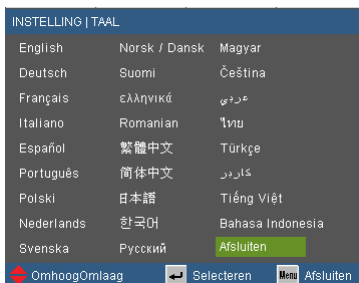 INSTELLING | TAAL
English Norsk / Dansk Magyar
Deutsch Suomi Čeština
Français ελληνικά عربي
Italiano Romanian ไทย
Español 繁體中文 Türkçe
Português 简体中文 کاربر
Polski 日本語 Tiếng Việt
Nederlands 한국어 Bahasa Indonesia
Svenska Русский Afsluiten
OmhoogOmlaag Selecteren Menu Afsluiten